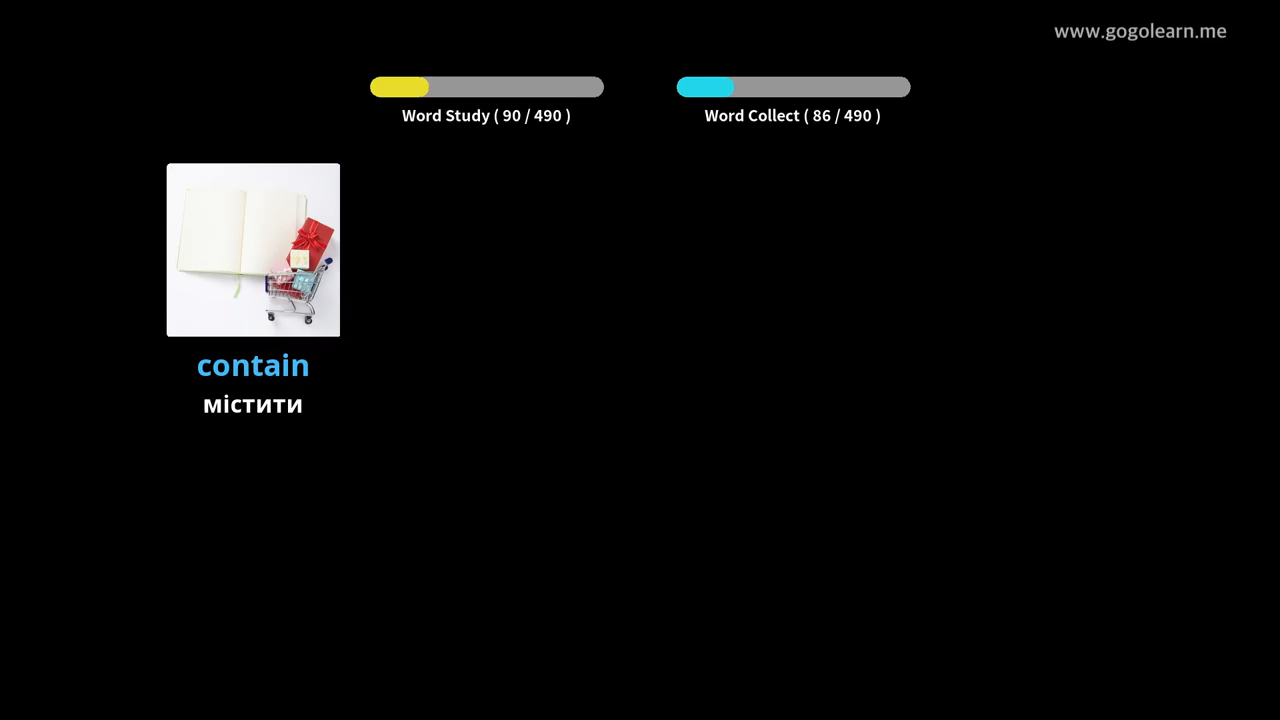 www.gogolearn.me
Word Study ( 90 / 490 )
Word Collect ( 86 / 490 )
contain
містити